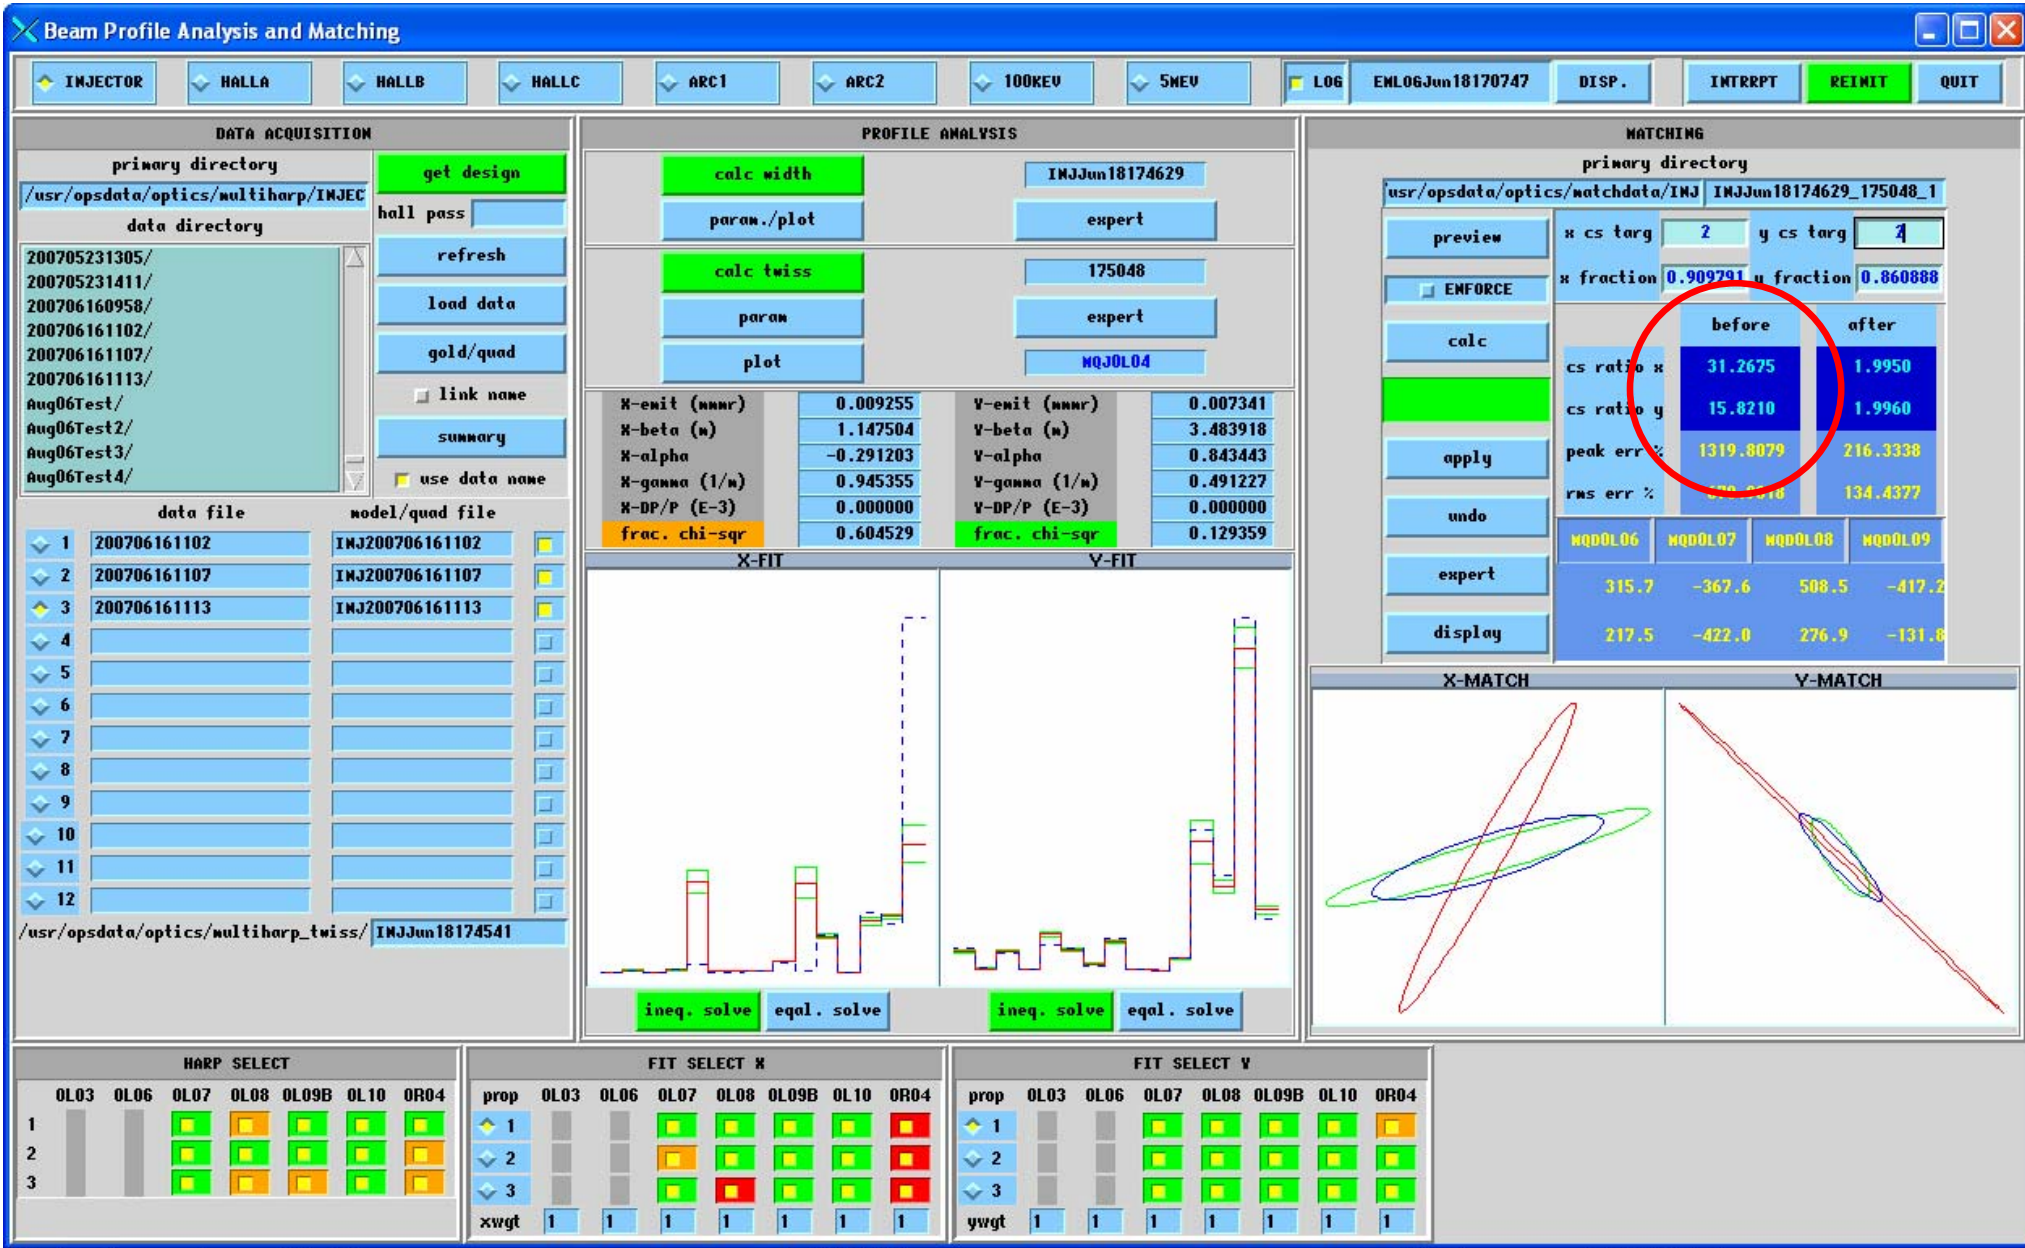 Beam Profile Analysis and Matching
INJECTOR HALLA HALLB HALLC ARC1 ARC2 100KEV 5MEV LOG EMLOGJun18170747 DISP. INTRRPT REINIT QUIT
DATA ACQUISITION
primary directory
/usr/opsdata/optics/multiharp/INJEC
data directory
200705231305/
200705231411/
200706160958/
200706161102/
200706161107/
200706161113/
Aug06Test/
Aug06Test2/
Aug06Test3/
Aug06Test4/
get design
hall pass
refresh
load data
gold/quad
link name
summary
use data name
data file model/quad file
1 200706161102 INJ200706161102
2 200706161107 INJ200706161107
3 200706161113 INJ200706161113
4
5
6
7
8
9
10
11
12
/usr/opsdata/optics/multiharp_twiss/ INJJun18174541
PROFILE ANALYSIS
calc width INJJun18174629
param./plot expert
calc twiss 175048
param expert
plot MQJ0L04
X-emit (mmmr) 0.009255 Y-emit (mmmr) 0.007341
X-beta (m) 1.147504 Y-beta (m) 3.483918
X-alpha -0.291203 Y-alpha 0.843443
X-gamma (1/m) 0.945355 Y-gamma (1/m) 0.491227
X-DP/P (E-3) 0.000000 Y-DP/P (E-3) 0.000000
frac. chi-sqr 0.604529 frac. chi-sqr 0.129359
X-FIT Y-FIT
ineq. solve eqal. solve ineq. solve eqal. solve
MATCHING
primary directory
usr/opsdata/optics/matchdata/INJ INJJun18174629_175048_1
preview x cs targ 2 y cs targ 2
ENFORCE x fraction 0.909791 y fraction 0.860888
calc before after
cs ratio x 31.2675 1.9950
cs ratio y 15.8210 1.9960
apply peak err % 1319.8079 216.3338
rms err % 134.4377
undo
MQD0L06 MQD0L07 MQD0L08 MQD0L09
expert 315.7 -367.6 508.5 -417.2
display 217.5 -422.0 276.9 -131.8
X-MATCH Y-MATCH
HARP SELECT
0L03 0L06 0L07 0L08 0L09B 0L10 0R04
1
2
3
FIT SELECT X
prop 0L03 0L06 0L07 0L08 0L09B 0L10 0R04
1
2
3
xwgt 1 1 1 1 1 1 1
FIT SELECT Y
prop 0L03 0L06 0L07 0L08 0L09B 0L10 0R04
1
2
3
ywgt 1 1 1 1 1 1 1